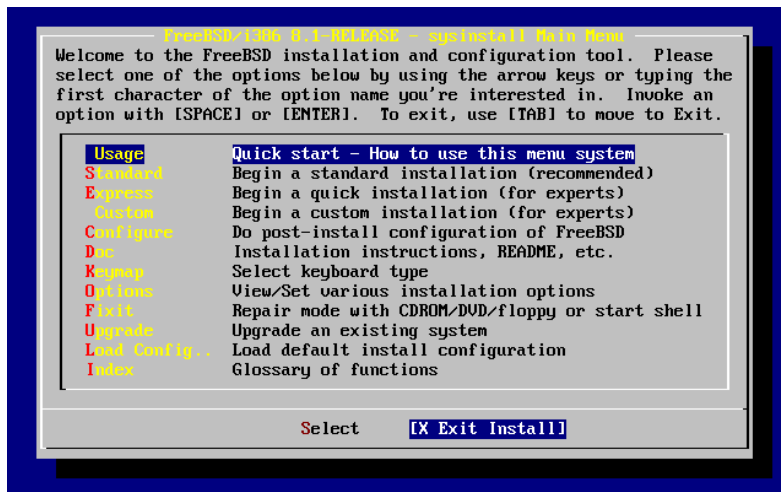 FreeBSD/i386 8.1-RELEASE - sysinstall Main Menu
Welcome to the FreeBSD installation and configuration tool.  Please
select one of the options below by using the arrow keys or typing the
first character of the option name you're interested in.  Invoke an
option with [SPACE] or [ENTER].  To exit, use [TAB] to move to Exit.
Usage Quick start - How to use this menu system
Standard Begin a standard installation (recommended)
Express Begin a quick installation (for experts)
Custom Begin a custom installation (for experts)
Configure Do post-install configuration of FreeBSD
Doc Installation instructions, README, etc.
Keymap Select keyboard type
Options View/Set various installation options
Fixit Repair mode with CDROM/DVD/floppy or start shell
Upgrade Upgrade an existing system
Load Config.. Load default install configuration
Index Glossary of functions
Select [X Exit Install]